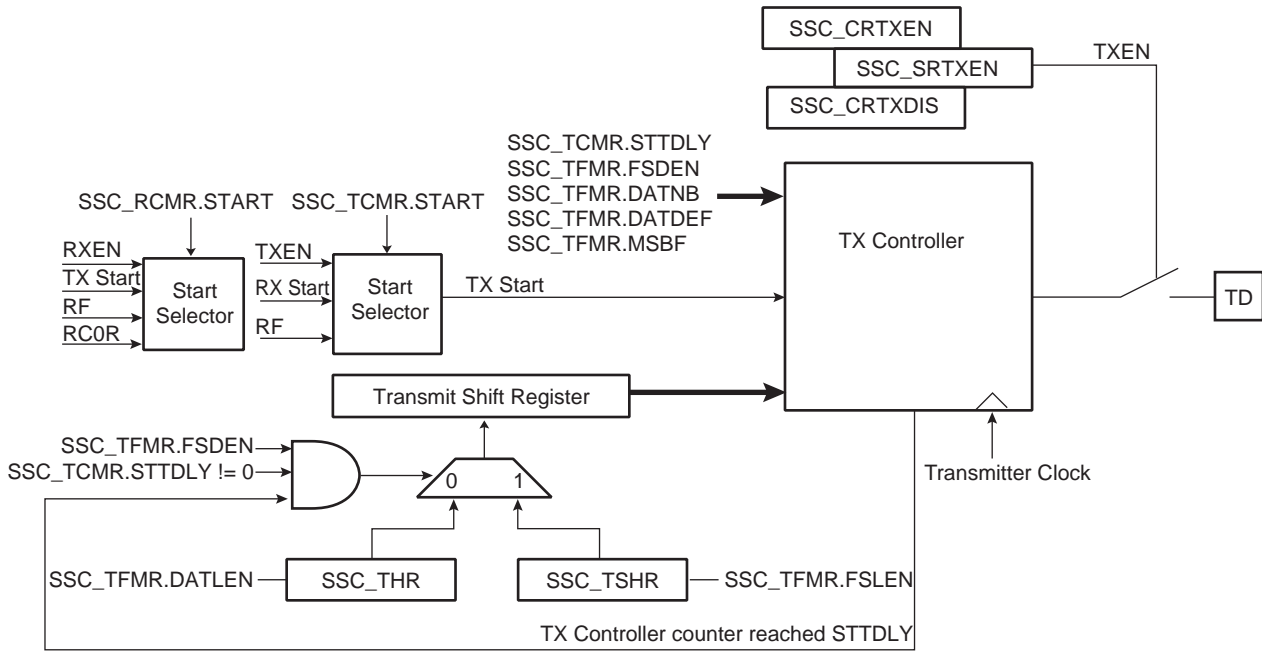 SSC_CRTXEN
SSC_SRTXEN
SSC_CRTXDIS
TXEN
SSC_TCMR.STTDLY
SSC_TFMR.FSDEN
SSC_TFMR.DATNB
SSC_TFMR.DATDEF
SSC_TFMR.MSBF
TX Controller
SSC_RCMR.START
SSC_TCMR.START
RXEN
TX Start
RF
RC0R
Start
Selector
TXEN
RX Start
RF
Start
Selector
TX Start
TD
Transmit Shift Register
SSC_TFMR.FSDEN
SSC_TCMR.STTDLY != 0
0
1
Transmitter Clock
SSC_TFMR.DATLEN
SSC_THR
SSC_TSHR
SSC_TFMR.FSLEN
TX Controller counter reached STTDLY